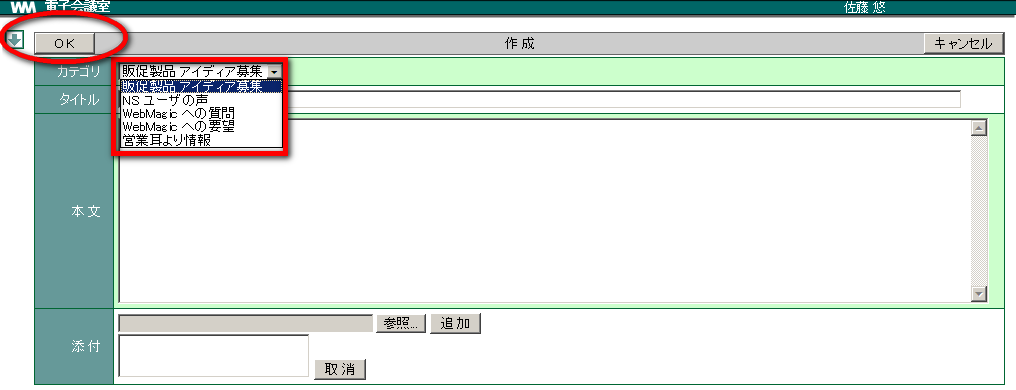 WM 電子会議室 佐藤 悠
OK 作成 キャンセル
カテゴリ 販促製品 アイディア募集
販促製品 アイディア募集
NS ユーザの声
WebMagic への質問
WebMagic への要望
営業耳より情報
タイトル
本文
添付 参照... 追加
取消